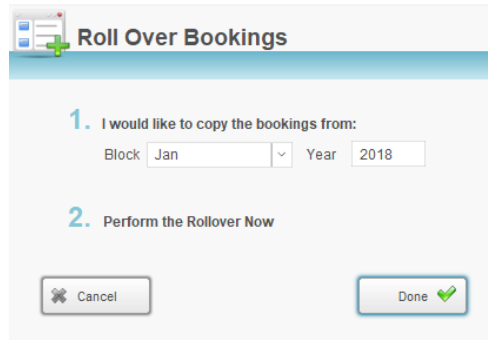 Roll Over Bookings
1. I would like to copy the bookings from:
Block Jan Year 2018
2. Perform the Rollover Now
Cancel Done